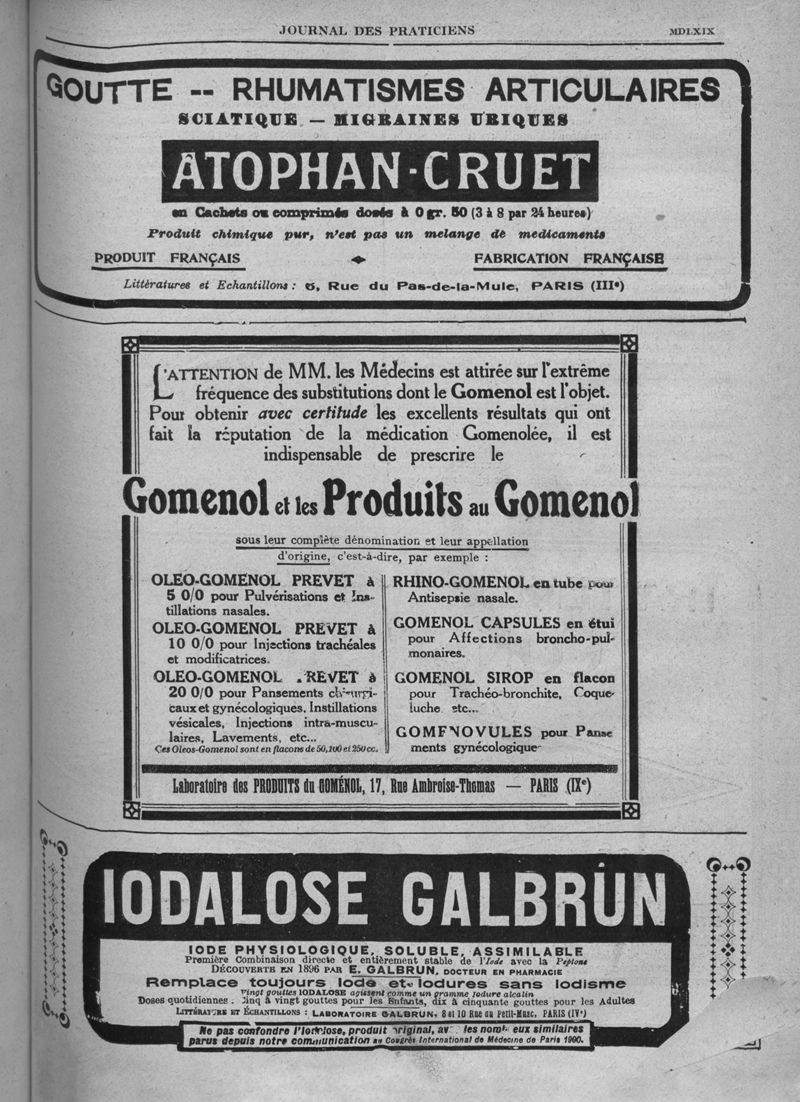 JOURNAL DES PRATICIENS
MDLXIX
GOUTTE -- RHUMATISMES ARTICULAIRES
SCIATIQUE — MIGRAINES URIQUES
ATOPHAN-CRUET
en Cachets ou comprimés dosés à 0 gr. 50 (3 à 8 par 24 heures)
Produit chimique pur, n'est pas un melange de medicaments
PRODUIT FRANÇAIS
FABRICATION FRANÇAISE
Littératures et Echantillons : 6, Rue du Pas-de-la-Mule, PARIS (IIIe)
L'ATTENTION de MM. les Médecins est attirée sur l'extrême
fréquence des substitutions dont le Gomenol est l'objet.
Pour obtenir avec certitude les excellents résultats qui ont
fait la réputation de la médication Gomenolée, il est
indispensable de prescrire le
Gomenol et les Produits au Gomenol
sous leur complète dénomination et leur appellation
d'origine, c'est-à-dire, par exemple :
OLEO-GOMENOL PREVET à
5 0/0 pour Pulvérisations et Ins-
tillations nasales.
OLEO-GOMENOL PREVET à
10 0/0 pour Injections trachéales
et modificatrices.
OLEO-GOMENOL PREVET à
20 0/0 pour Pansements chirurgi-
caux et gynécologiques, Instillations
vésicales, Injections intra-muscu-
laires, Lavements, etc...
Ces Oleos-Gomenol sont en flacons de 50, 100 et 250 cc.
RHINO-GOMENOL en tube pour
Antisepsie nasale.
GOMENOL CAPSULES en étui
pour Affections broncho-pul-
monaires.
GOMENOL SIROP en flacon
pour Trachéo-bronchite, Coque-
luche etc...
GOMENOVULES pour Panse
ments gynécologique
Laboratoire des PRODUITS du GOMÉNOL, 17, Rue Ambroise-Thomas — PARIS (IXe)
IODALOSE GALBRUN
IODE PHYSIOLOGIQUE, SOLUBLE, ASSIMILABLE
Première Combinaison directe et entièrement stable de l'Iode avec la Peptone
DÉCOUVERTE EN 1896 PAR E. GALBRUN, DOCTEUR EN PHARMACIE
Remplace toujours Iode et Iodures sans Iodisme
Vingt gouttes IODALOSE agissent comme un gramme Iodure alcalin
Doses quotidiennes : Cinq à vingt gouttes pour les Enfants, dix à cinquante gouttes pour les Adultes
LITTÉRATURE ET ÉCHANTILLONS : LABORATOIRE GALBRUN, 8 et 10 Rue du Petit-Musc, PARIS (IVe)
Ne pas confondre l'Iodalose, produit original, avec les nombreux similaires
parus depuis notre communication au Congrès International de Médecine de Paris 1900.